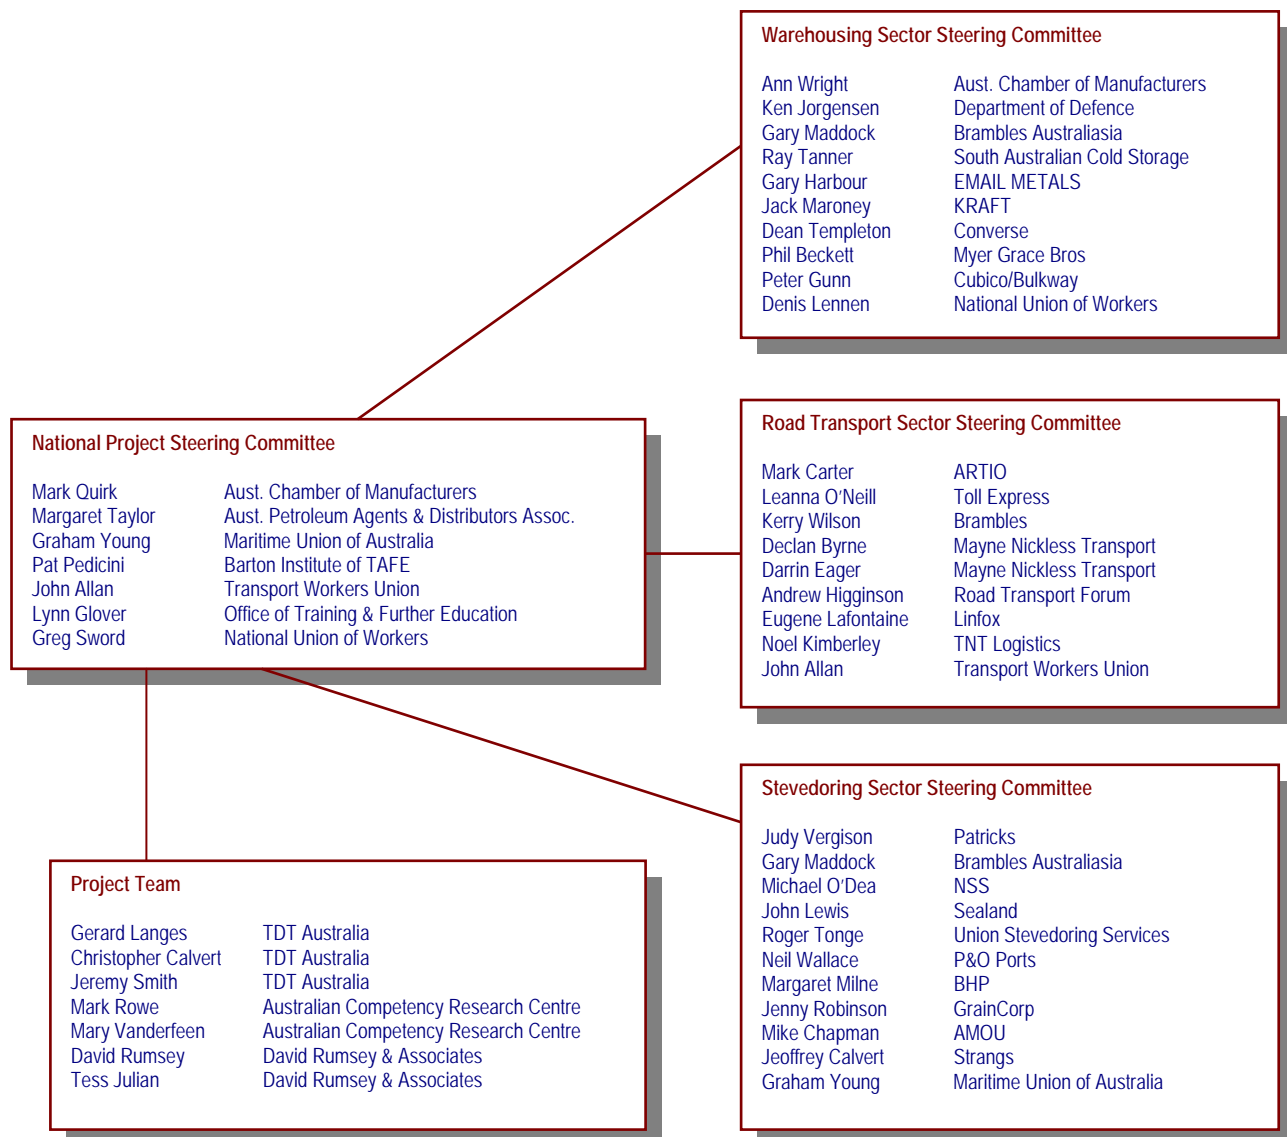 Warehousing Sector Steering Committee
Ann Wright Aust. Chamber of Manufacturers
Ken Jorgensen Department of Defence
Gary Maddock Brambles Australiasia
Ray Tanner South Australian Cold Storage
Gary Harbour EMAIL METALS
Jack Maroney KRAFT
Dean Templeton Converse
Phil Beckett Myer Grace Bros
Peter Gunn Cubico/Bulkway
Denis Lennen National Union of Workers
National Project Steering Committee
Mark Quirk Aust. Chamber of Manufacturers
Margaret Taylor Aust. Petroleum Agents & Distributors Assoc.
Graham Young Maritime Union of Australia
Pat Pedicini Barton Institute of TAFE
John Allan Transport Workers Union
Lynn Glover Office of Training & Further Education
Greg Sword National Union of Workers
Road Transport Sector Steering Committee
Mark Carter ARTIO
Leanna O'Neill Toll Express
Kerry Wilson Brambles
Declan Byrne Mayne Nickless Transport
Darrin Eager Mayne Nickless Transport
Andrew Higginson Road Transport Forum
Eugene Lafontaine Linfox
Noel Kimberley TNT Logistics
John Allan Transport Workers Union
Stevedoring Sector Steering Committee
Judy Vergison Patricks
Gary Maddock Brambles Australiasia
Michael O'Dea NSS
John Lewis Sealand
Roger Tonge Union Stevedoring Services
Neil Wallace P&O Ports
Margaret Milne BHP
Jenny Robinson GrainCorp
Mike Chapman AMOU
Jeoffrey Calvert Strangs
Graham Young Maritime Union of Australia
Project Team
Gerard Langes TDT Australia
Christopher Calvert TDT Australia
Jeremy Smith TDT Australia
Mark Rowe Australian Competency Research Centre
Mary Vanderfeen Australian Competency Research Centre
David Rumsey David Rumsey & Associates
Tess Julian David Rumsey & Associates